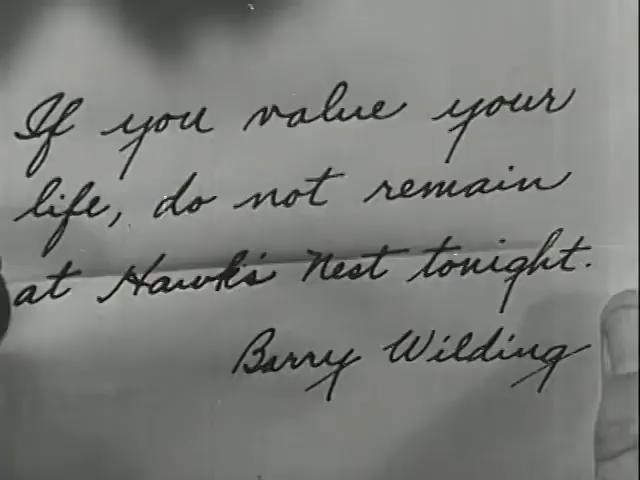 If you value your
life, do not remain
at Hawk's Nest tonight.
Barry Wilding